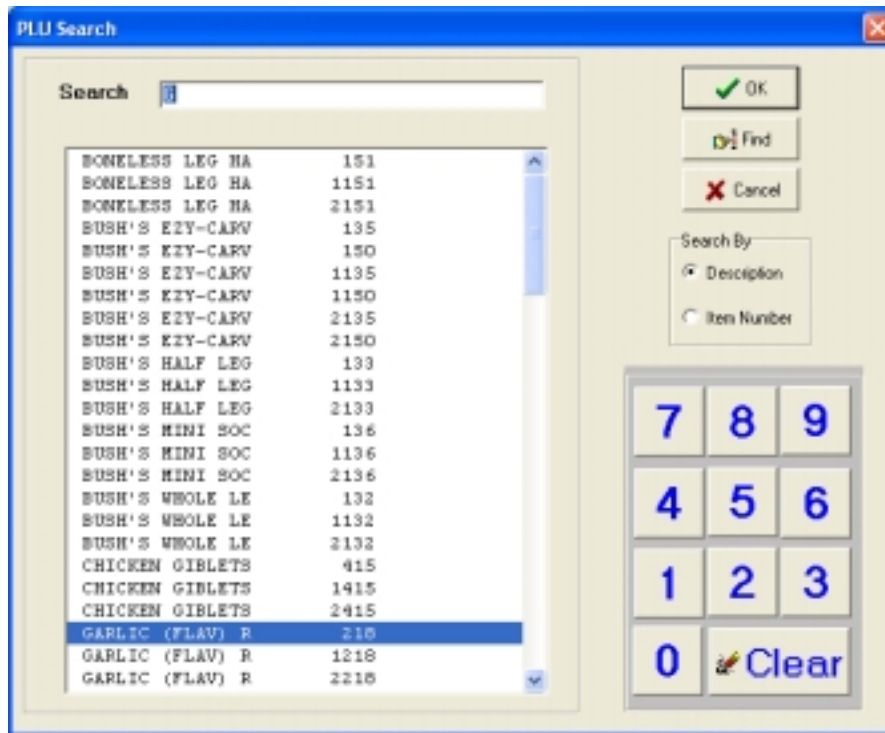 PLU Search
Search
BONELESS LEG HA 151
BONELESS LEG HA 1151
BONELESS LEG HA 2151
BUSH'S EZY-CARV 135
BUSH'S EZY-CARV 150
BUSH'S EZY-CARV 1135
BUSH'S EZY-CARV 1150
BUSH'S EZY-CARV 2135
BUSH'S EZY-CARV 2150
BUSH'S HALF LEG 133
BUSH'S HALF LEG 1133
BUSH'S HALF LEG 2133
BUSH'S MINI ROC 136
BUSH'S MINI ROC 1136
BUSH'S MINI ROC 2136
BUSH'S WHOLE LE 132
BUSH'S WHOLE LE 1132
BUSH'S WHOLE LE 2132
CHICKEN GIBLETS 415
CHICKEN GIBLETS 1415
CHICKEN GIBLETS 2415
GARLIC (FLAV) R 218
GARLIC (FLAV) R 1218
GARLIC (FLAV) R 2218
OK
Find
Cancel
Search By
Description
Item Number
7 8 9
4 5 6
1 2 3
0 Clear